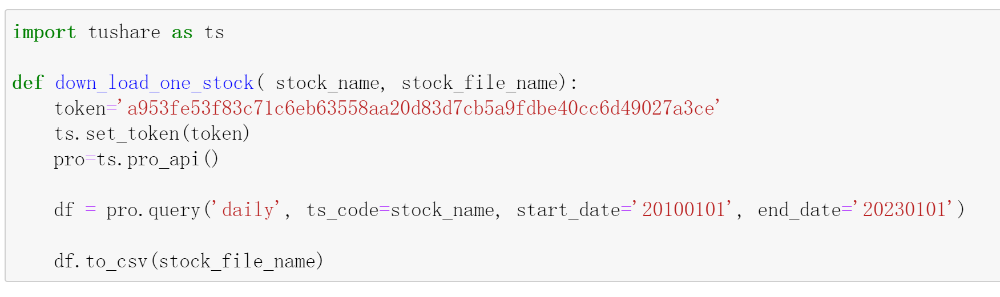 import tushare as ts
def down_load_one_stock( stock_name, stock_file_name):
token='a953fe53f83c71c6eb63558aa20d83d7cb5a9fdbe40cc6d49027a3ce'
ts.set_token(token)
pro=ts.pro_api()
df = pro.query('daily', ts_code=stock_name, start_date='20100101', end_date='20230101')
df.to_csv(stock_file_name)